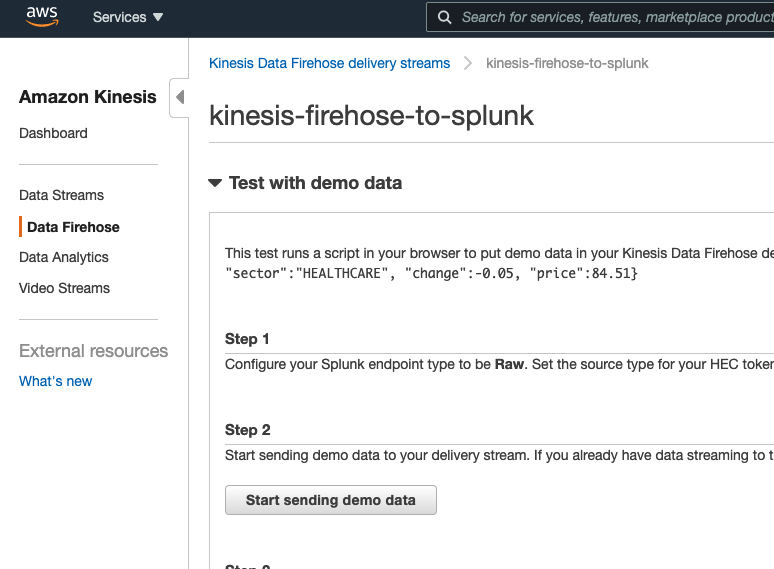 aws
Services
Search for services, features, marketplace product
Kinesis Data Firehose delivery streams > kinesis-firehose-to-splunk
Amazon Kinesis
Dashboard
Data Streams
Data Firehose
Data Analytics
Video Streams
External resources
What's new
kinesis-firehose-to-splunk
Test with demo data
This test runs a script in your browser to put demo data in your Kinesis Data Firehose de
"sector":"HEALTHCARE", "change":-0.05, "price":84.51}
Step 1
Configure your Splunk endpoint type to be Raw. Set the source type for your HEC token
Step 2
Start sending demo data to your delivery stream. If you already have data streaming to t
Start sending demo data